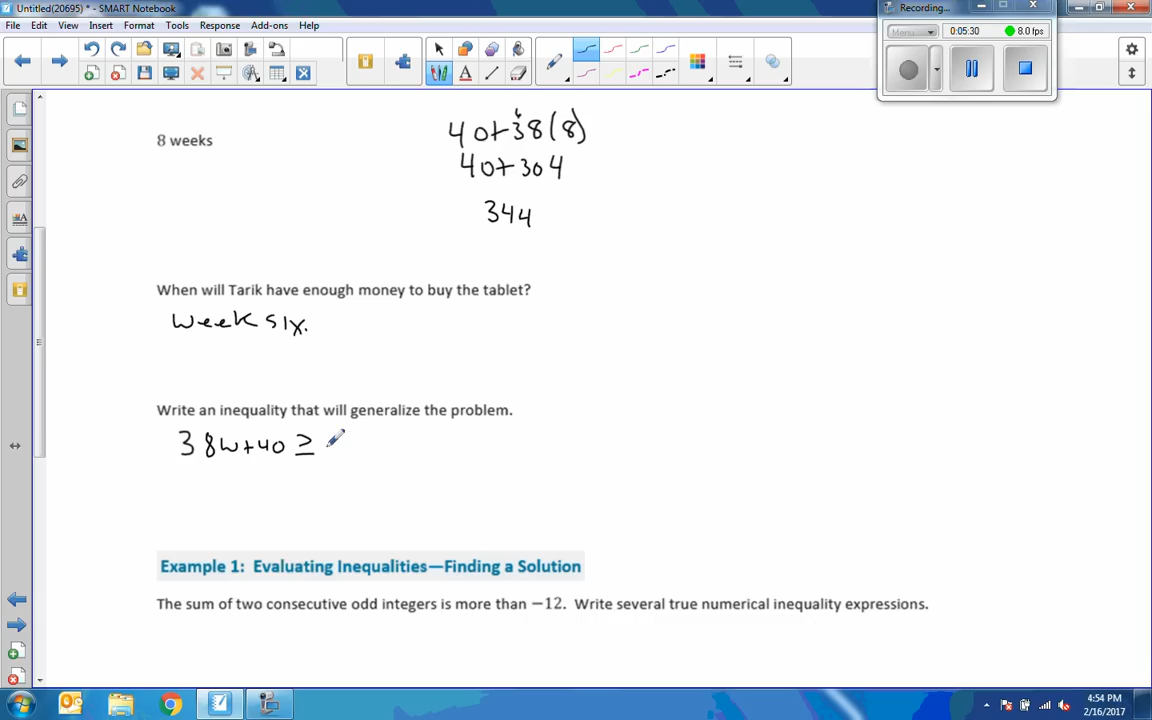 Untitled(20695) * - SMART Notebook
Recording...
File Edit View Insert Format Tools Response Add-ons Help
Menu
0:05:30
8.0 fps
8 weeks
40+38(8)
40+304
344
When will Tarik have enough money to buy the tablet?
week six.
Write an inequality that will generalize the problem.
38w+40 ≥
Example 1: Evaluating Inequalities—Finding a Solution
The sum of two consecutive odd integers is more than −12. Write several true numerical inequality expressions.
4:54 PM
2/16/2017